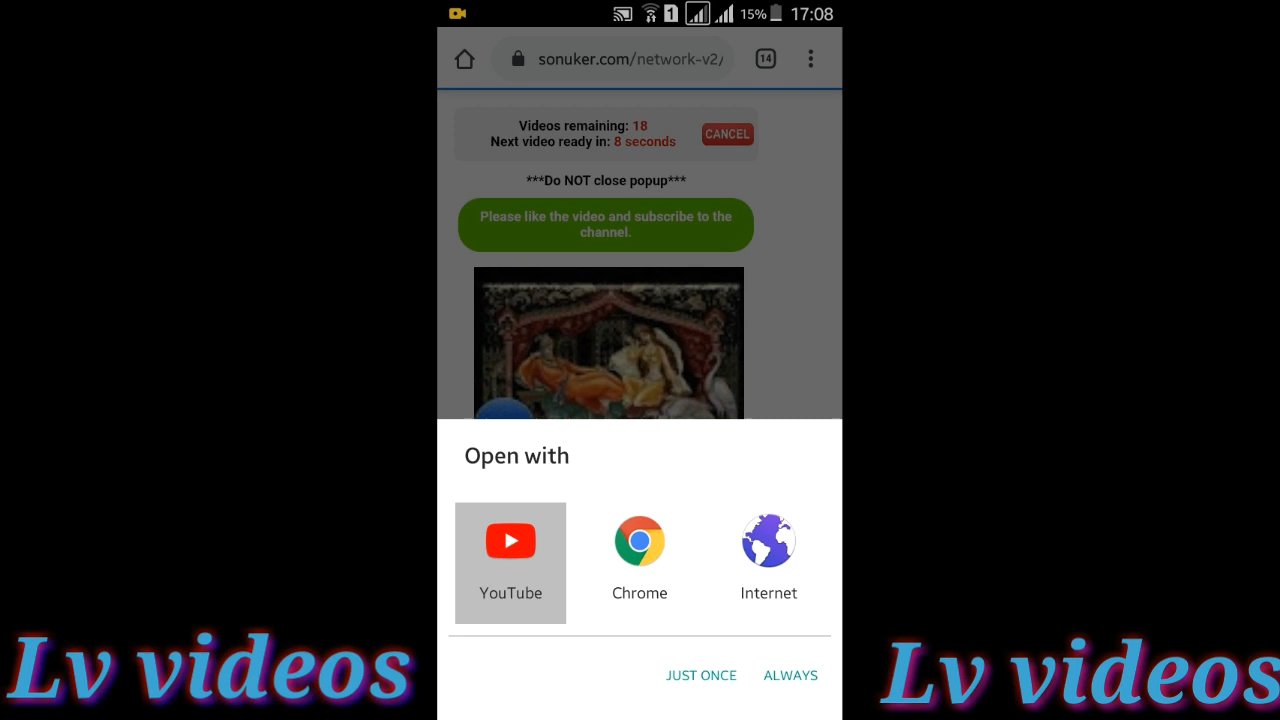 1 15% 17:08
sonuker.com/network-v2/ 14
Videos remaining: 18
Next video ready in: 8 seconds
CANCEL
***Do NOT close popup***
Please like the video and subscribe to the
channel.
Open with
YouTube Chrome Internet
JUST ONCE ALWAYS
Lv videos Lv videos